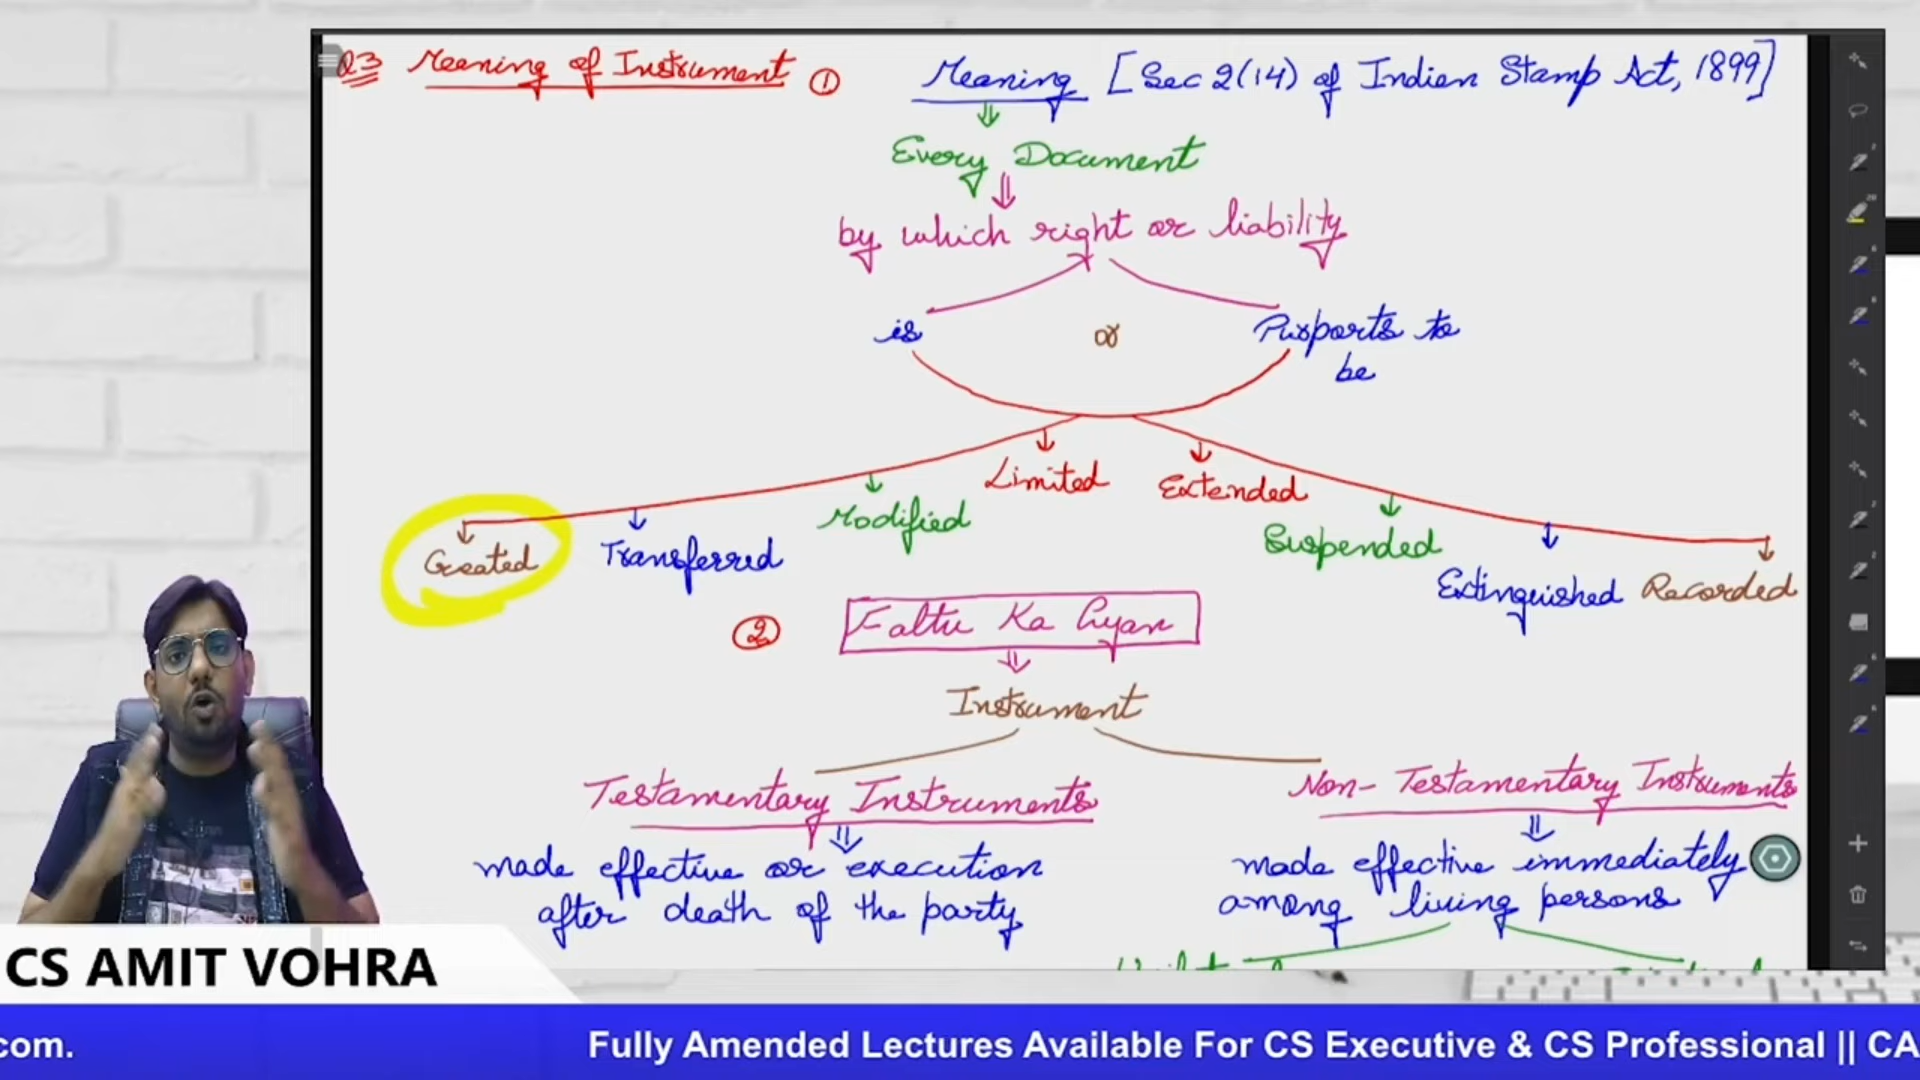 Q3 Meaning of Instrument ① Meaning [Sec 2(14) of Indian Stamp Act, 1899]
Every Document
by which right or liability
is or Purports to
be
Limited Extended
Created Transferred Modified Suspended Extinguished Recorded
② Faltu Ka Gyan
Instrument
Testamentary Instruments Non-Testamentary Instruments
made effective or execution made effective immediately
after death of the party among living persons
CS AMIT VOHRA
com. Fully Amended Lectures Available For CS Executive & CS Professional || CA